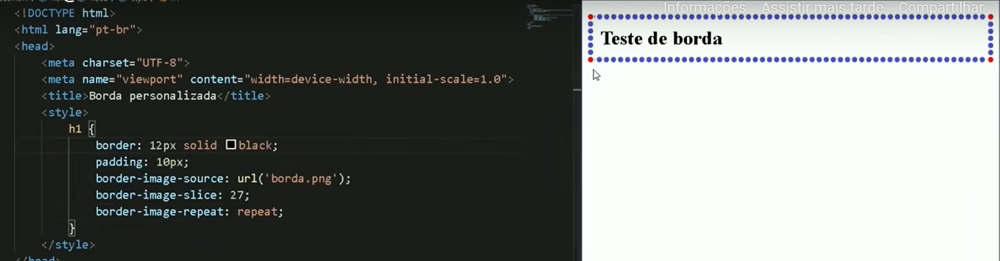 <!DOCTYPE html>
<html lang="pt-br">
<head>
<meta charset="UTF-8">
<meta name="viewport" content="width=device-width, initial-scale=1.0">
<title>Borda personalizada</title>
<style>
h1 {
border: 12px solid black;
padding: 10px;
border-image-source: url('borda.png');
border-image-slice: 27;
border-image-repeat: repeat;
}
</style>
</head>
Informações Assistir mais tarde Compartilhar
Teste de borda